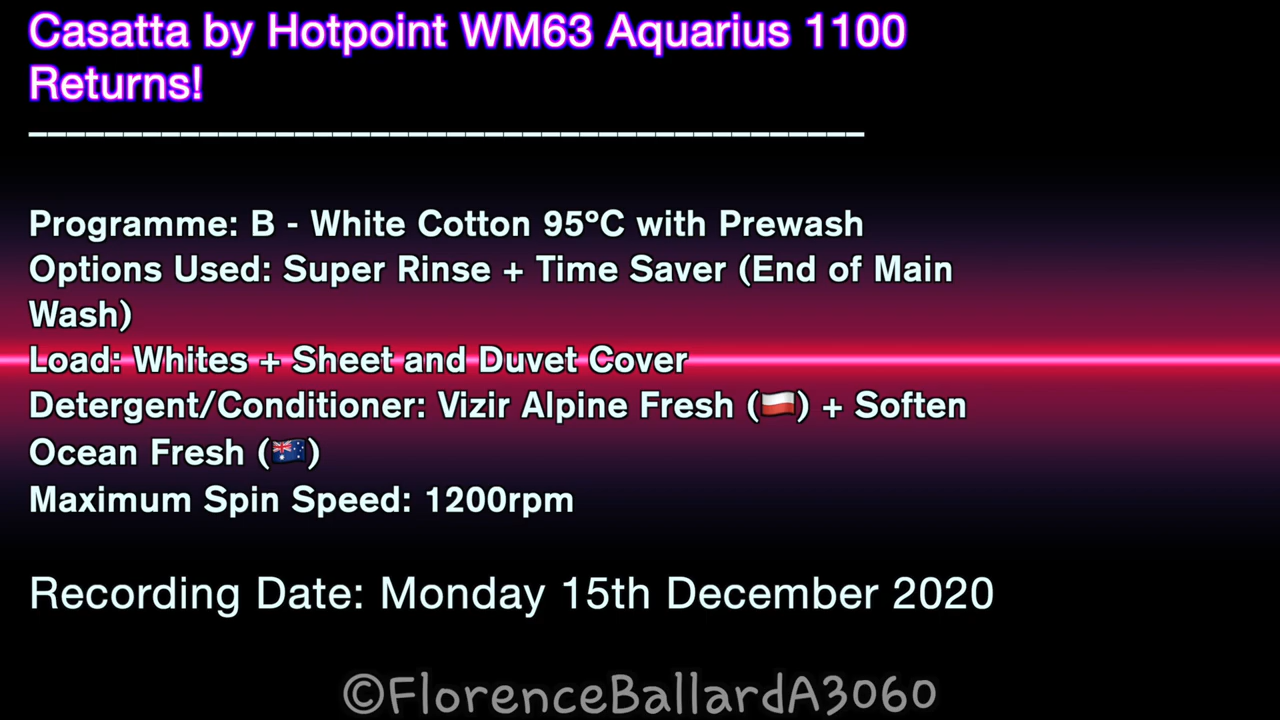 Casatta by Hotpoint WM63 Aquarius 1100
Returns!
____________________________________________
Programme: B - White Cotton 95°C with Prewash
Options Used: Super Rinse + Time Saver (End of Main
Wash)
Load: Whites + Sheet and Duvet Cover
Detergent/Conditioner: Vizir Alpine Fresh (🇵🇱) + Soften
Ocean Fresh (🇦🇺)
Maximum Spin Speed: 1200rpm
Recording Date: Monday 15th December 2020
©FlorenceBallardA3060